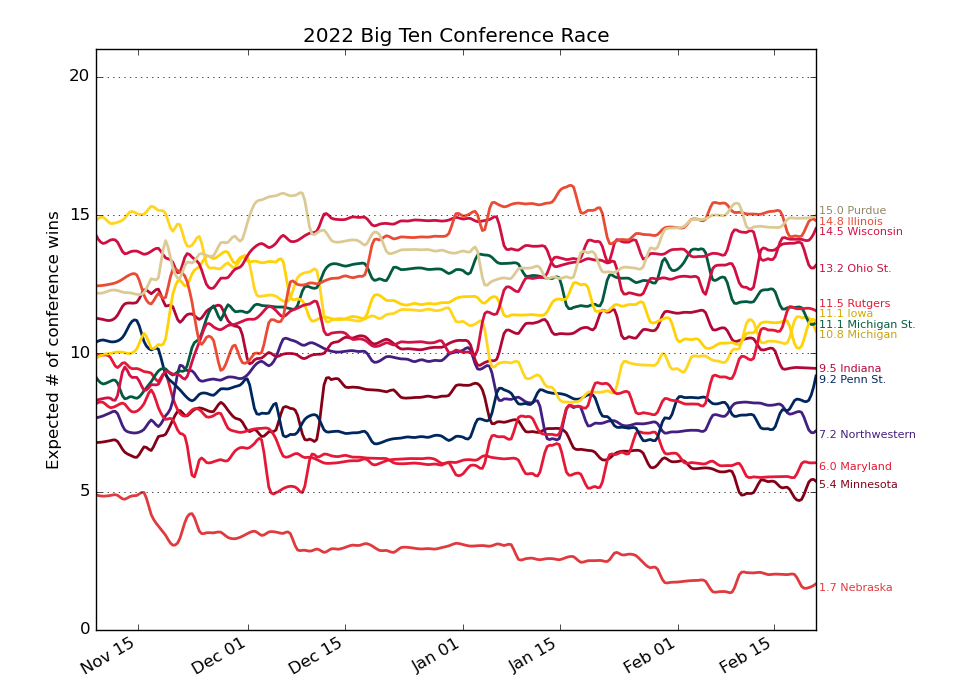 2022 Big Ten Conference Race
Expected # of conference wins
20
15
10
5
0
15.0 Purdue
14.8 Illinois
14.5 Wisconsin
13.2 Ohio St.
11.5 Rutgers
11.1 Iowa
11.1 Michigan St.
10.8 Michigan
9.5 Indiana
9.2 Penn St.
7.2 Northwestern
6.0 Maryland
5.4 Minnesota
1.7 Nebraska
Nov 15
Dec 01
Dec 15
Jan 01
Jan 15
Feb 01
Feb 15